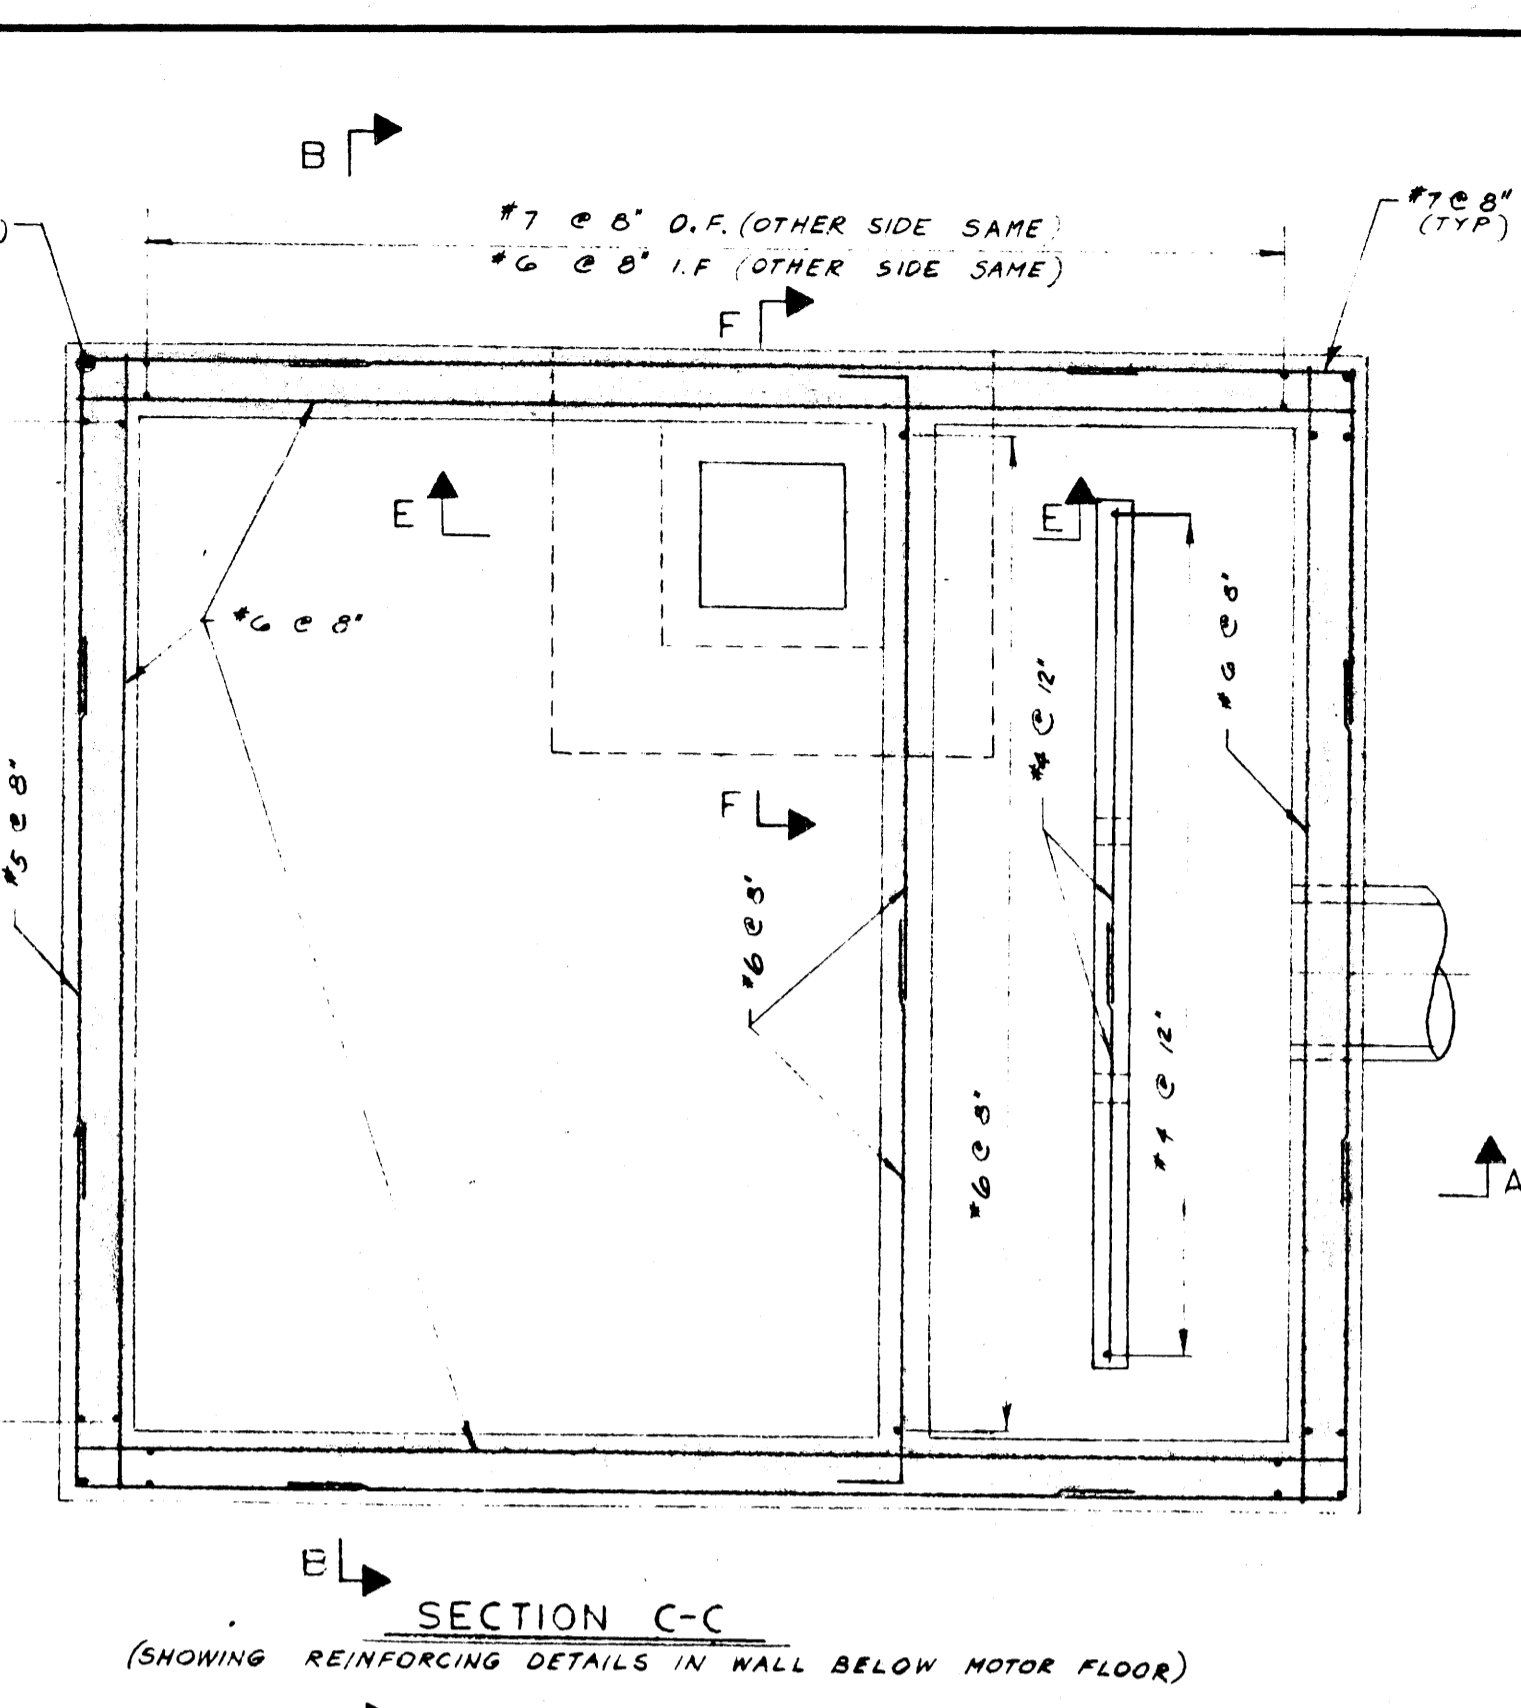 B
#7 @ 8" O.F. (OTHER SIDE SAME)
#6 @ 8" I.F (OTHER SIDE SAME)
#7 @ 8"
(TYP)
)
F
E
E
#6 @ 8"
#6 @ 8"
#4 @ 12"
#5 @ 8"
F
#6 @ 8"
#6 @ 8"
#4 @ 12"
A
B
SECTION C-C
(SHOWING REINFORCING DETAILS IN WALL BELOW MOTOR FLOOR)